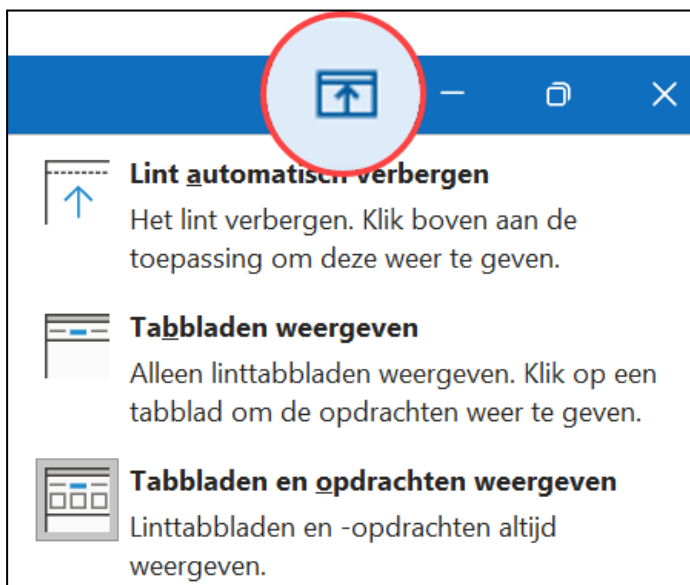 Lint automatisch verbergen
Het lint verbergen. Klik boven aan de
toepassing om deze weer te geven.
Tabbladen weergeven
Alleen linttabbladen weergeven. Klik op een
tabblad om de opdrachten weer te geven.
Tabbladen en opdrachten weergeven
Linttabbladen en -opdrachten altijd
weergeven.